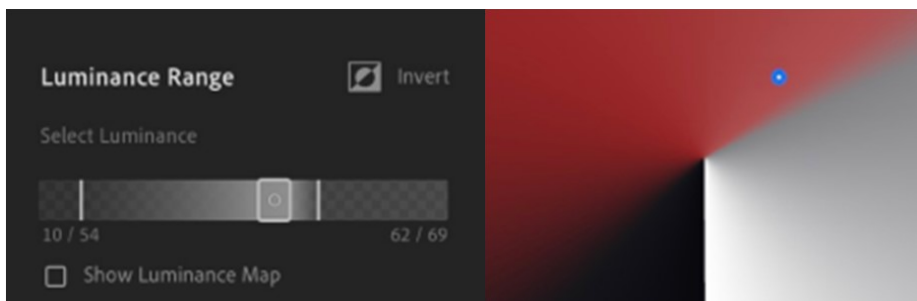 Luminance Range
Invert
Select Luminance
10 / 54
62 / 69
Show Luminance Map